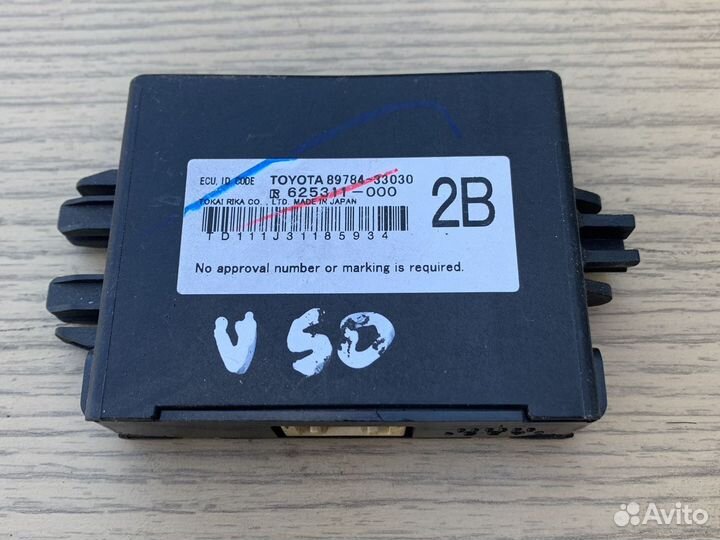 ECU, ID CODE TOYOTA 89784-33030
R 625311-000
TOKAI RIKA CO., LTD. MADE IN JAPAN
2B
TD111J31185934
No approval number or marking is required.
V50
Avito